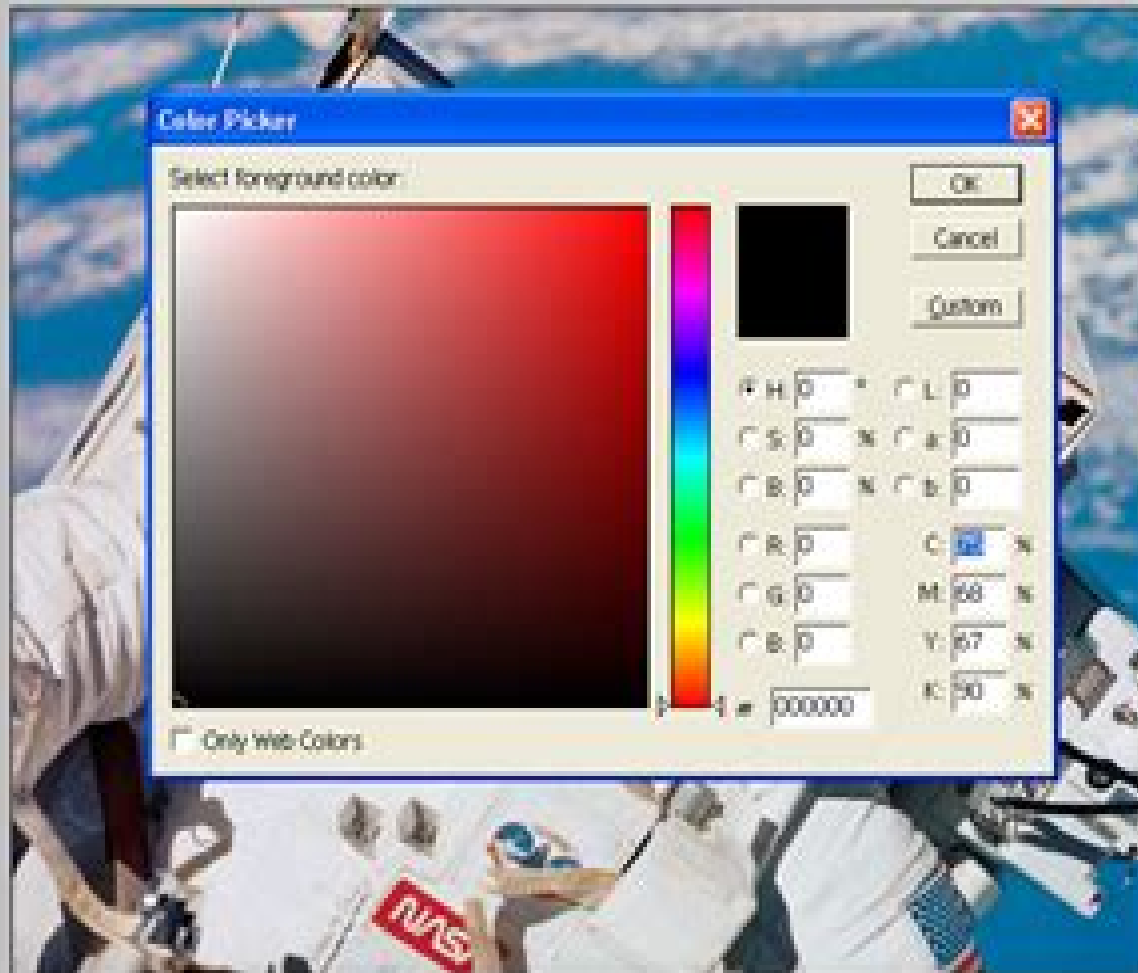 Color Picker
Select foreground color:
OK
Cancel
Custom
H: 0 °
S: 0 %
B: 0 %
R: 0
G: 0
B: 0
# 000000
L: 0
a: 0
b: 0
C: %
M: 68 %
Y: 67 %
K: 90 %
Only Web Colors
NAS